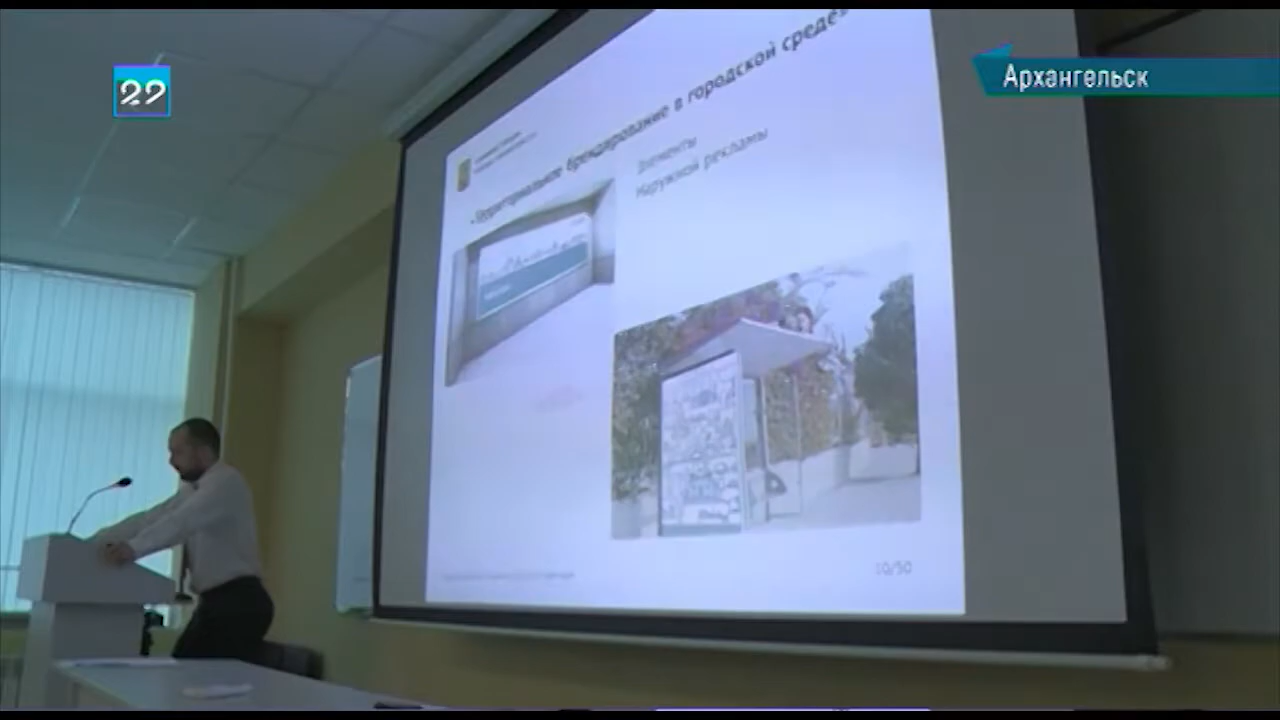 29
Архангельск
«Территориальное брендирование в городской среде»
Элементы
Наружной рекламы
10/50